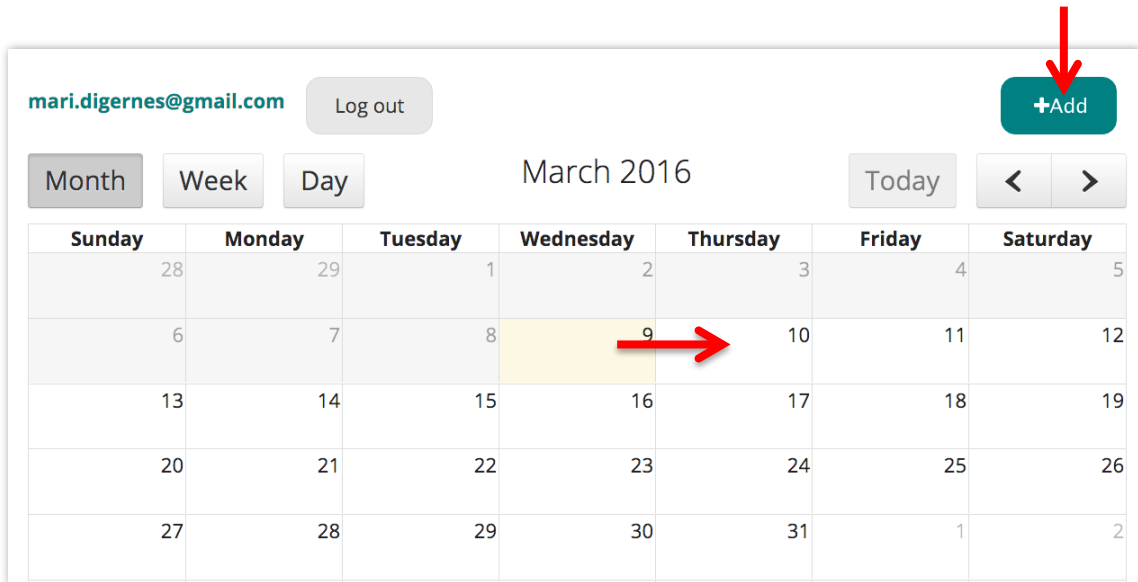 mari.digernes@gmail.com Log out +Add
Month Week Day March 2016 Today < >
Sunday Monday Tuesday Wednesday Thursday Friday Saturday
28 29 1 2 3 4 5
6 7 8 9 10 11 12
13 14 15 16 17 18 19
20 21 22 23 24 25 26
27 28 29 30 31 1 2